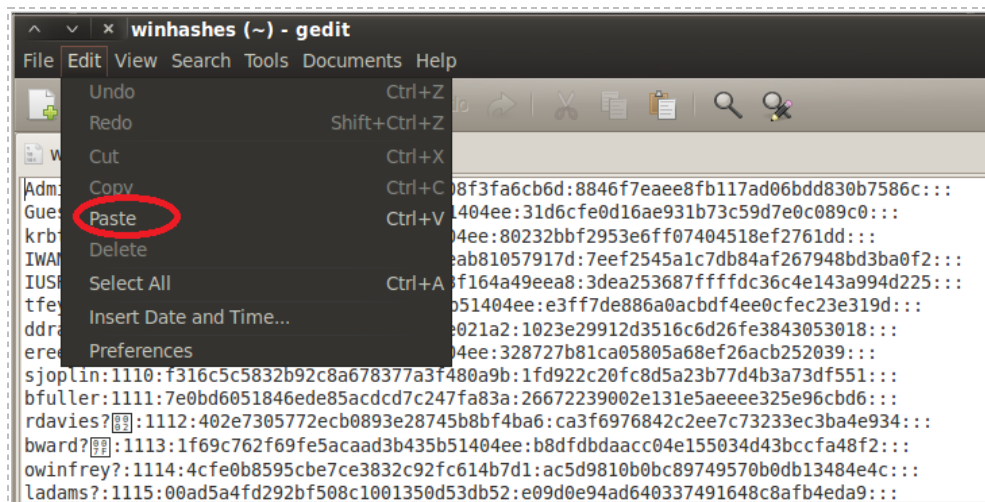 winhashes (~) - gedit
File Edit View Search Tools Documents Help
Undo Ctrl+Z
Redo Shift+Ctrl+Z
Cut Ctrl+X
Copy Ctrl+C
Paste Ctrl+V
Delete
Select All Ctrl+A
Insert Date and Time...
Preferences
Admi 08f3fa6cb6d:8846f7eaee8fb117ad06bdd830b7586c:::
Gues 1404ee:31d6cfe0d16ae931b73c59d7e0c089c0:::
krbt 04ee:80232bbf2953e6ff07404518ef2761dd:::
IWAM eab81057917d:7eef2545a1c7db84af267948bd3ba0f2:::
IUSR 8f164a49eea8:3dea253687ffffdc36c4e143a994d225:::
tfey b51404ee:e3ff7de886a0acbdf4ee0cfec23e319d:::
ddra e021a2:1023e29912d3516c6d26fe3843053018:::
eree 04ee:328727b81ca05805a68ef26acb252039:::
sjoplin:1110:f316c5c5832b92c8a678377a3f480a9b:1fd922c20fc8d5a23b77d4b3a73df551:::
bfuller:1111:7e0bd6051846ede85acdcd7c247fa83a:26672239002e131e5aeeee325e96cbd6:::
rdavies?:1112:402e7305772ecb0893e28745b8bf4ba6:ca3f6976842c2ee7c73233ec3ba4e934:::
bward?:1113:1f69c762f69fe5acaad3b435b51404ee:b8dfdbdaacc04e155034d43bccfa48f2:::
owinfrey?:1114:4cfe0b8595cbe7ce3832c92fc614b7d1:ac5d9810b0bc89749570b0db13484e4c:::
ladams?:1115:00ad5a4fd292bf508c1001350d53db52:e09d0e94ad640337491648c8afb4eda9:::